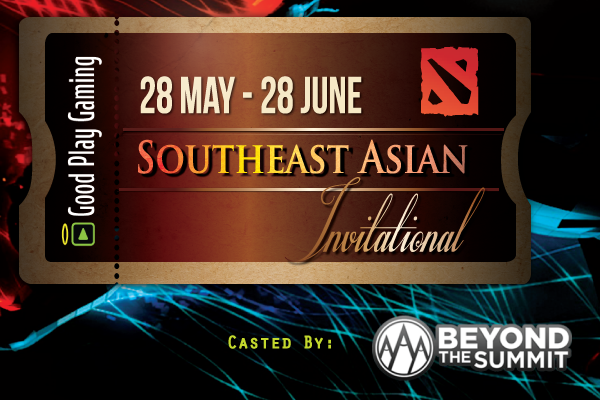 Good Play Gaming
28 MAY - 28 JUNE
SOUTHEAST ASIAN
Invitational
CASTED BY:
BEYOND
THE SUMMIT